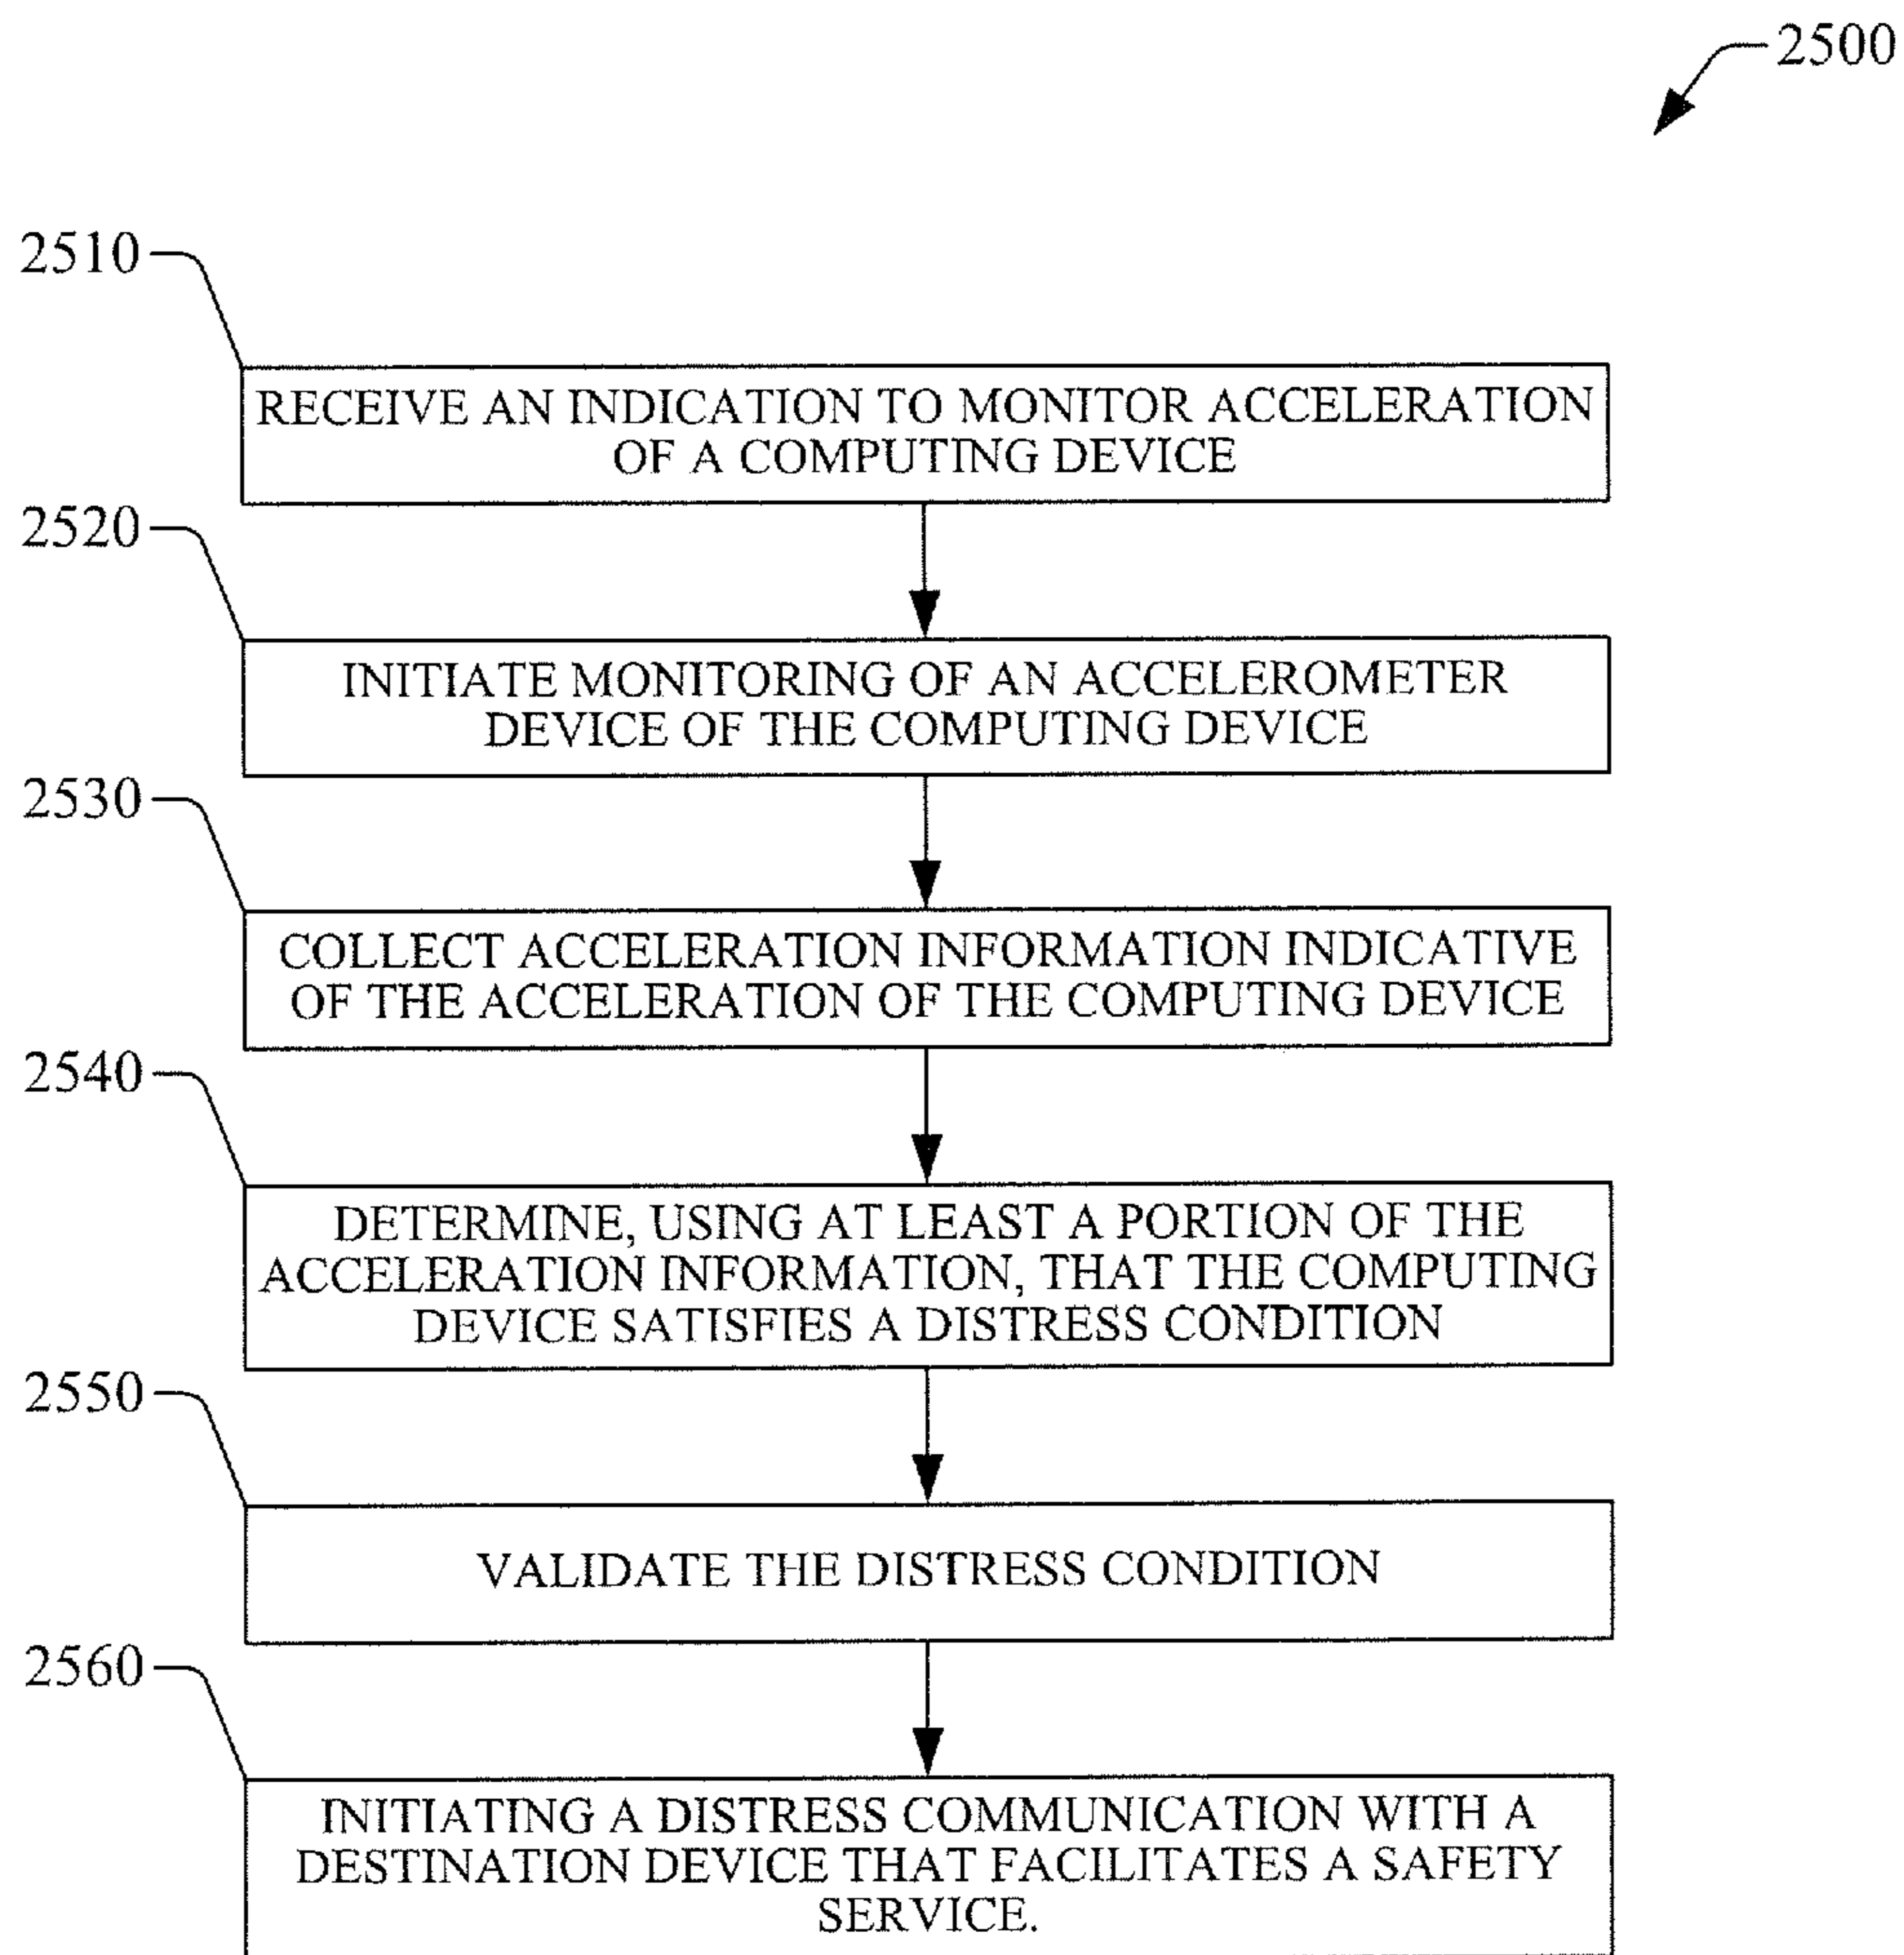 2500
2510
RECEIVE AN INDICATION TO MONITOR ACCELERATION
OF A COMPUTING DEVICE
2520
INITIATE MONITORING OF AN ACCELEROMETER
DEVICE OF THE COMPUTING DEVICE
2530
COLLECT ACCELERATION INFORMATION INDICATIVE
OF THE ACCELERATION OF THE COMPUTING DEVICE
2540
DETERMINE, USING AT LEAST A PORTION OF THE
ACCELERATION INFORMATION, THAT THE COMPUTING
DEVICE SATISFIES A DISTRESS CONDITION
2550
VALIDATE THE DISTRESS CONDITION
2560
INITIATING A DISTRESS COMMUNICATION WITH A
DESTINATION DEVICE THAT FACILITATES A SAFETY
SERVICE.